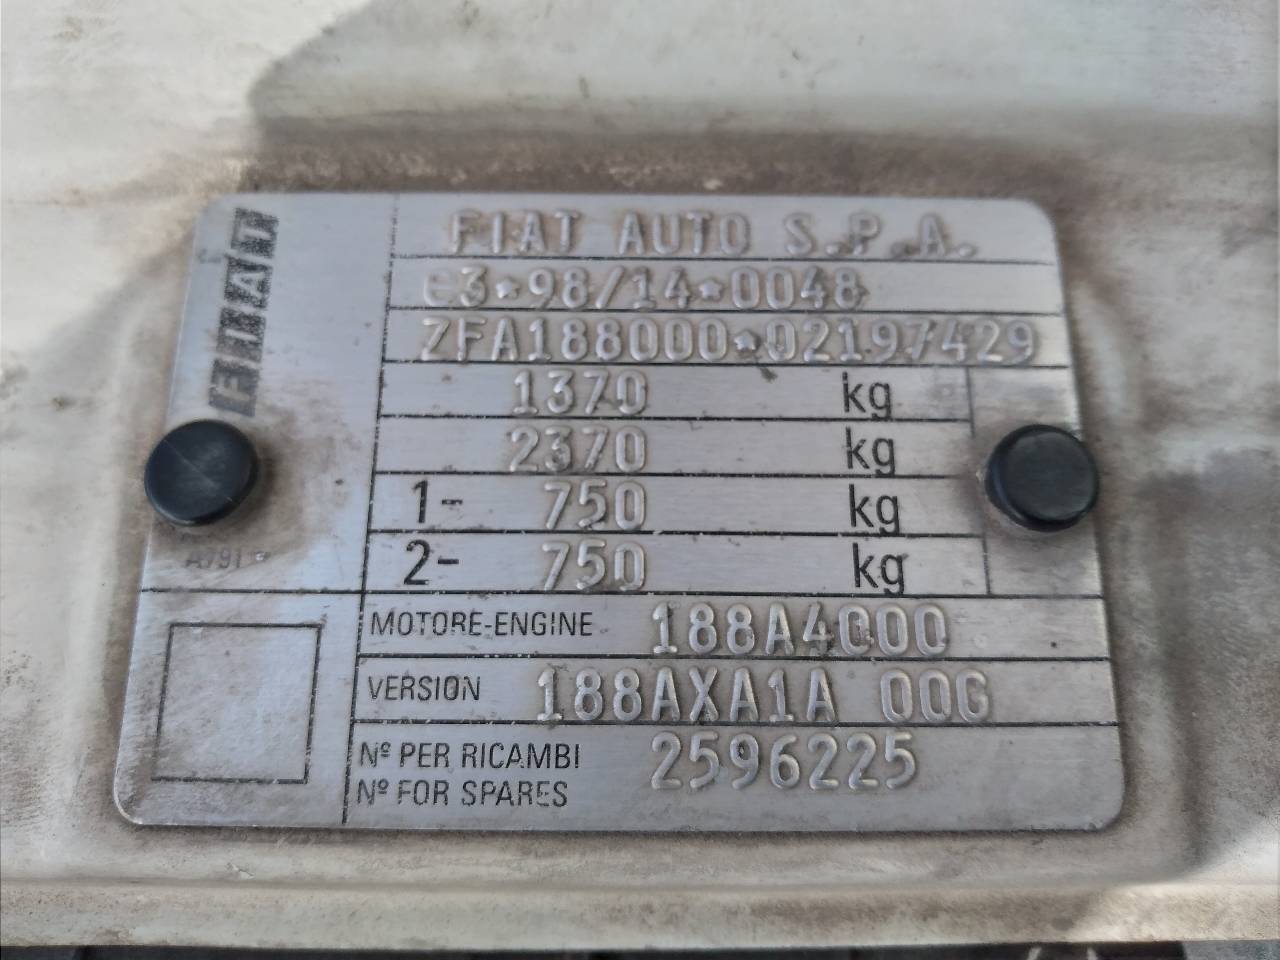 FIAT
FIAT AUTO S.P.A.
e3*98/14*0048
ZFA188000*02197429
1370 kg
2370 kg
1- 750 kg
2- 750 kg
A791
MOTORE-ENGINE 188A4000
VERSION 188AXA1A 00G
Nº PER RICAMBI 2596225
Nº FOR SPARES